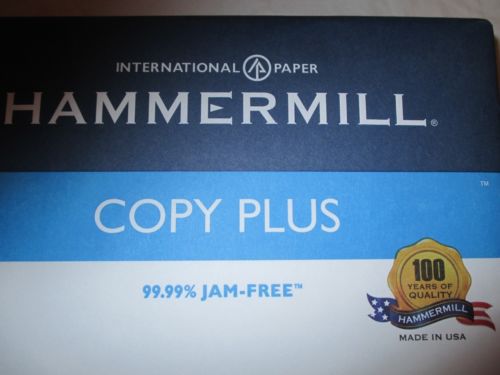 INTERNATIONAL PAPER
HAMMERMILL®
TM
COPY PLUS
99.99% JAM-FREE™
100
YEARS OF
QUALITY
HAMMERMILL
MADE IN USA